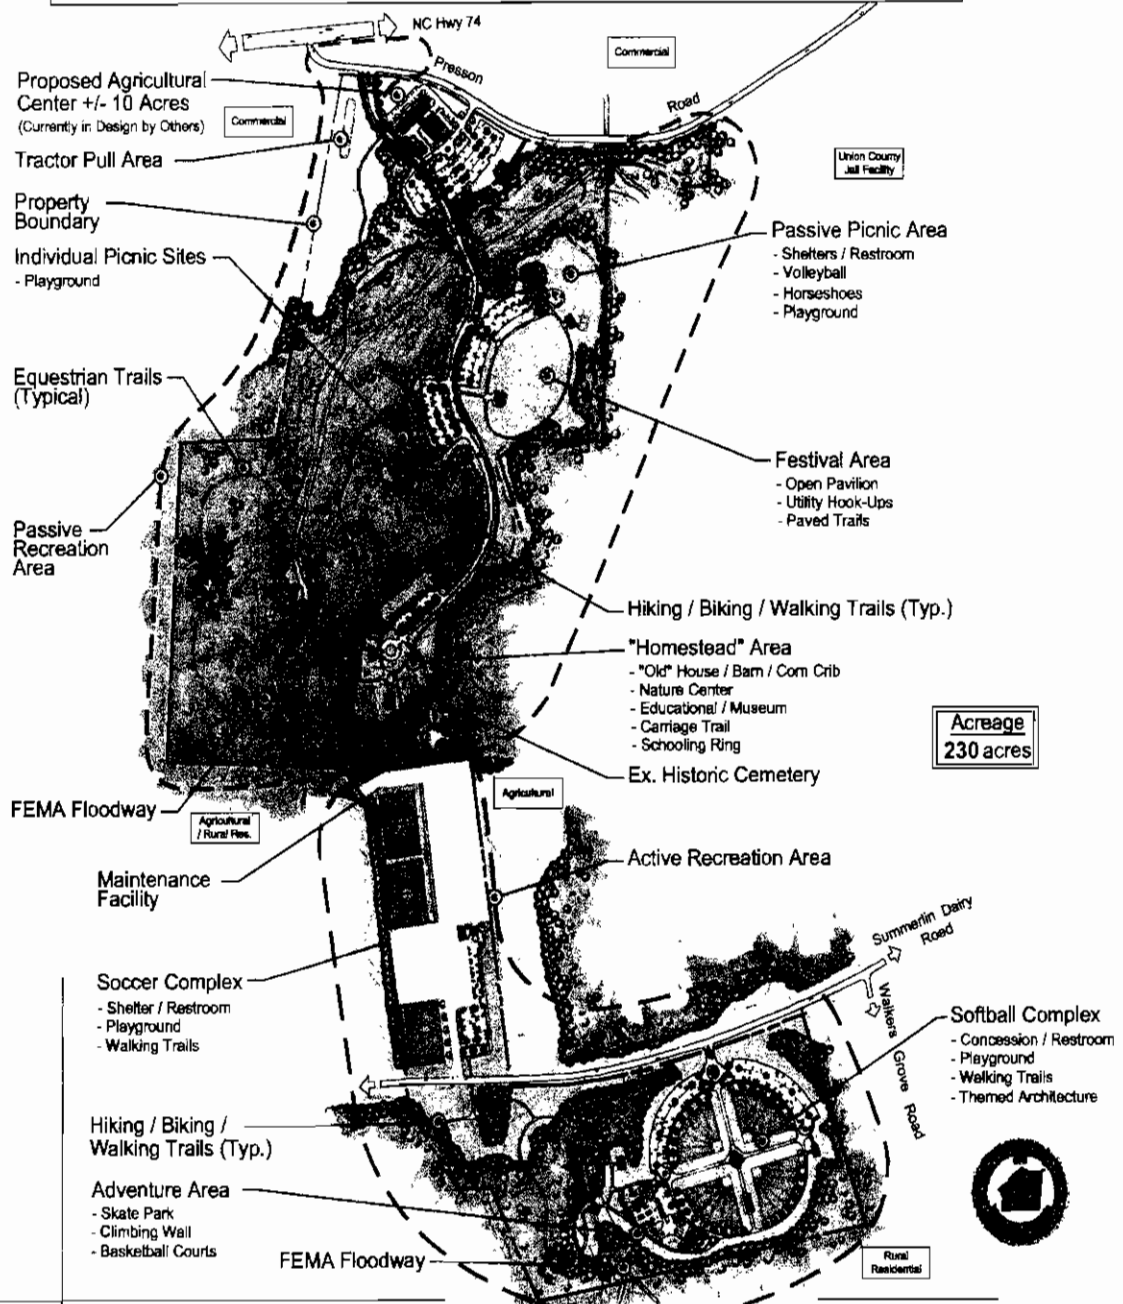 NC Hwy 74
Commercial
Presson
Road
Proposed Agricultural
Center +/- 10 Acres
(Currently in Design by Others)
Commercial
Tractor Pull Area
Union County
Jail Facility
Property
Boundary
Individual Picnic Sites
- Playground
Passive Picnic Area
- Shelters / Restroom
- Volleyball
- Horseshoes
- Playground
Equestrian Trails
(Typical)
Festival Area
- Open Pavilion
- Utility Hook-Ups
- Paved Trails
Passive
Recreation
Area
Hiking / Biking / Walking Trails (Typ.)
"Homestead" Area
- "Old" House / Barn / Corn Crib
- Nature Center
- Educational / Museum
- Carriage Trail
- Schooling Ring
Acreage
230 acres
Ex. Historic Cemetery
FEMA Floodway
Agricultural
/ Rural Res.
Agricultural
Maintenance
Facility
Active Recreation Area
Summerlin Dairy
Road
Walkers Grove Road
Soccer Complex
- Shelter / Restroom
- Playground
- Walking Trails
Softball Complex
- Concession / Restroom
- Playground
- Walking Trails
- Themed Architecture
Hiking / Biking /
Walking Trails (Typ.)
Adventure Area
- Skate Park
- Climbing Wall
- Basketball Courts
FEMA Floodway
Rural
Residential